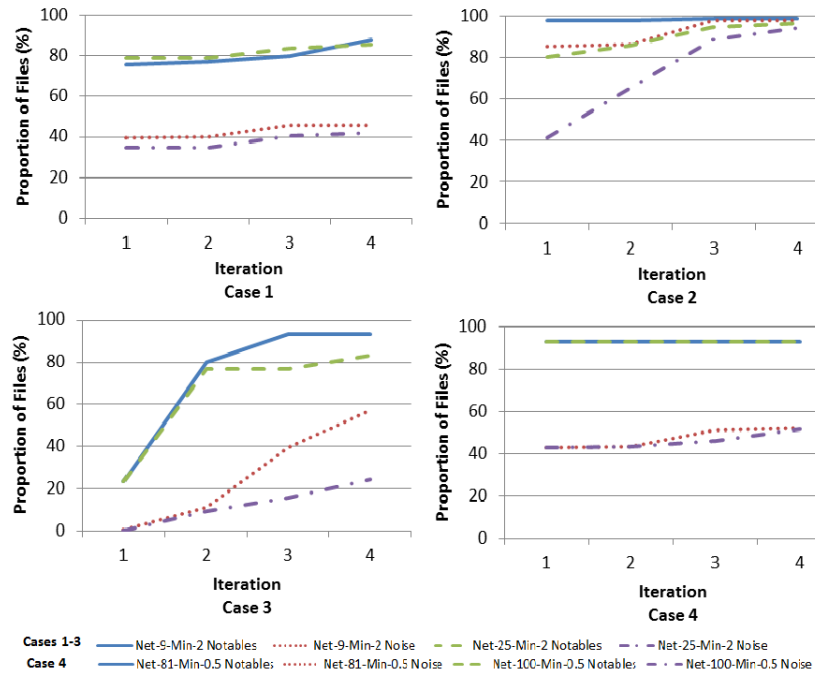 100
80
60
40
20
0
Proportion of Files (%)
1 2 3 4
Iteration
Case 1
100
80
60
40
20
0
Proportion of Files (%)
1 2 3 4
Iteration
Case 2
100
80
60
40
20
0
Proportion of Files (%)
1 2 3 4
Iteration
Case 3
100
80
60
40
20
0
Proportion of Files (%)
1 2 3 4
Iteration
Case 4
Cases 1-3 Net-9-Min-2 Notables Net-9-Min-2 Noise Net-25-Min-2 Notables Net-25-Min-2 Noise
Case 4 Net-81-Min-0.5 Notables Net-81-Min-0.5 Noise Net-100-Min-0.5 Notables Net-100-Min-0.5 Noise